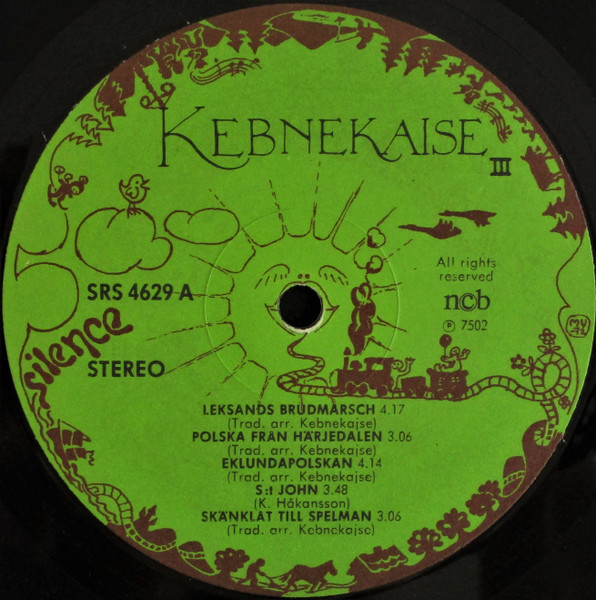 KEBNEKAISE
III
All rights
reserved
n©b
℗ 7502
SRS 4629 A
silence
STEREO
LEKSANDS BRUDMARSCH 4.17
(Trad. arr. Kebnekajse)
POLSKA FRÅN HÄRJEDALEN 3.06
(Trad. arr. Kebnekajse)
EKLUNDAPOLSKAN 4.14
(Trad. arr. Kebnekajse)
S:t JOHN 3.48
(K. Håkansson)
SKÄNKLÅT TILL SPELMAN 3.06
(Trad. arr. Kebnekajse)